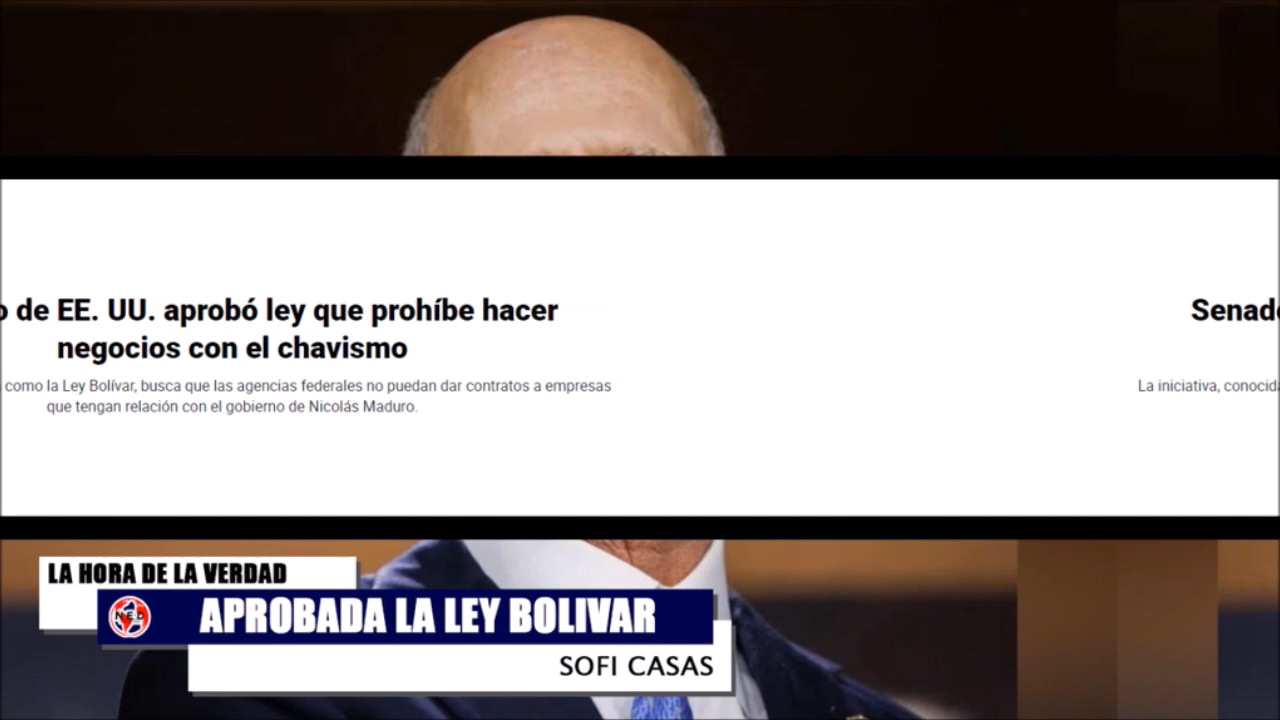 o de EE. UU. aprobó ley que prohíbe hacer
negocios con el chavismo
como la Ley Bolívar, busca que las agencias federales no puedan dar contratos a empresas
que tengan relación con el gobierno de Nicolás Maduro.
Senado
La iniciativa, conocida
LA HORA DE LA VERDAD
APROBADA LA LEY BOLIVAR
SOFI CASAS